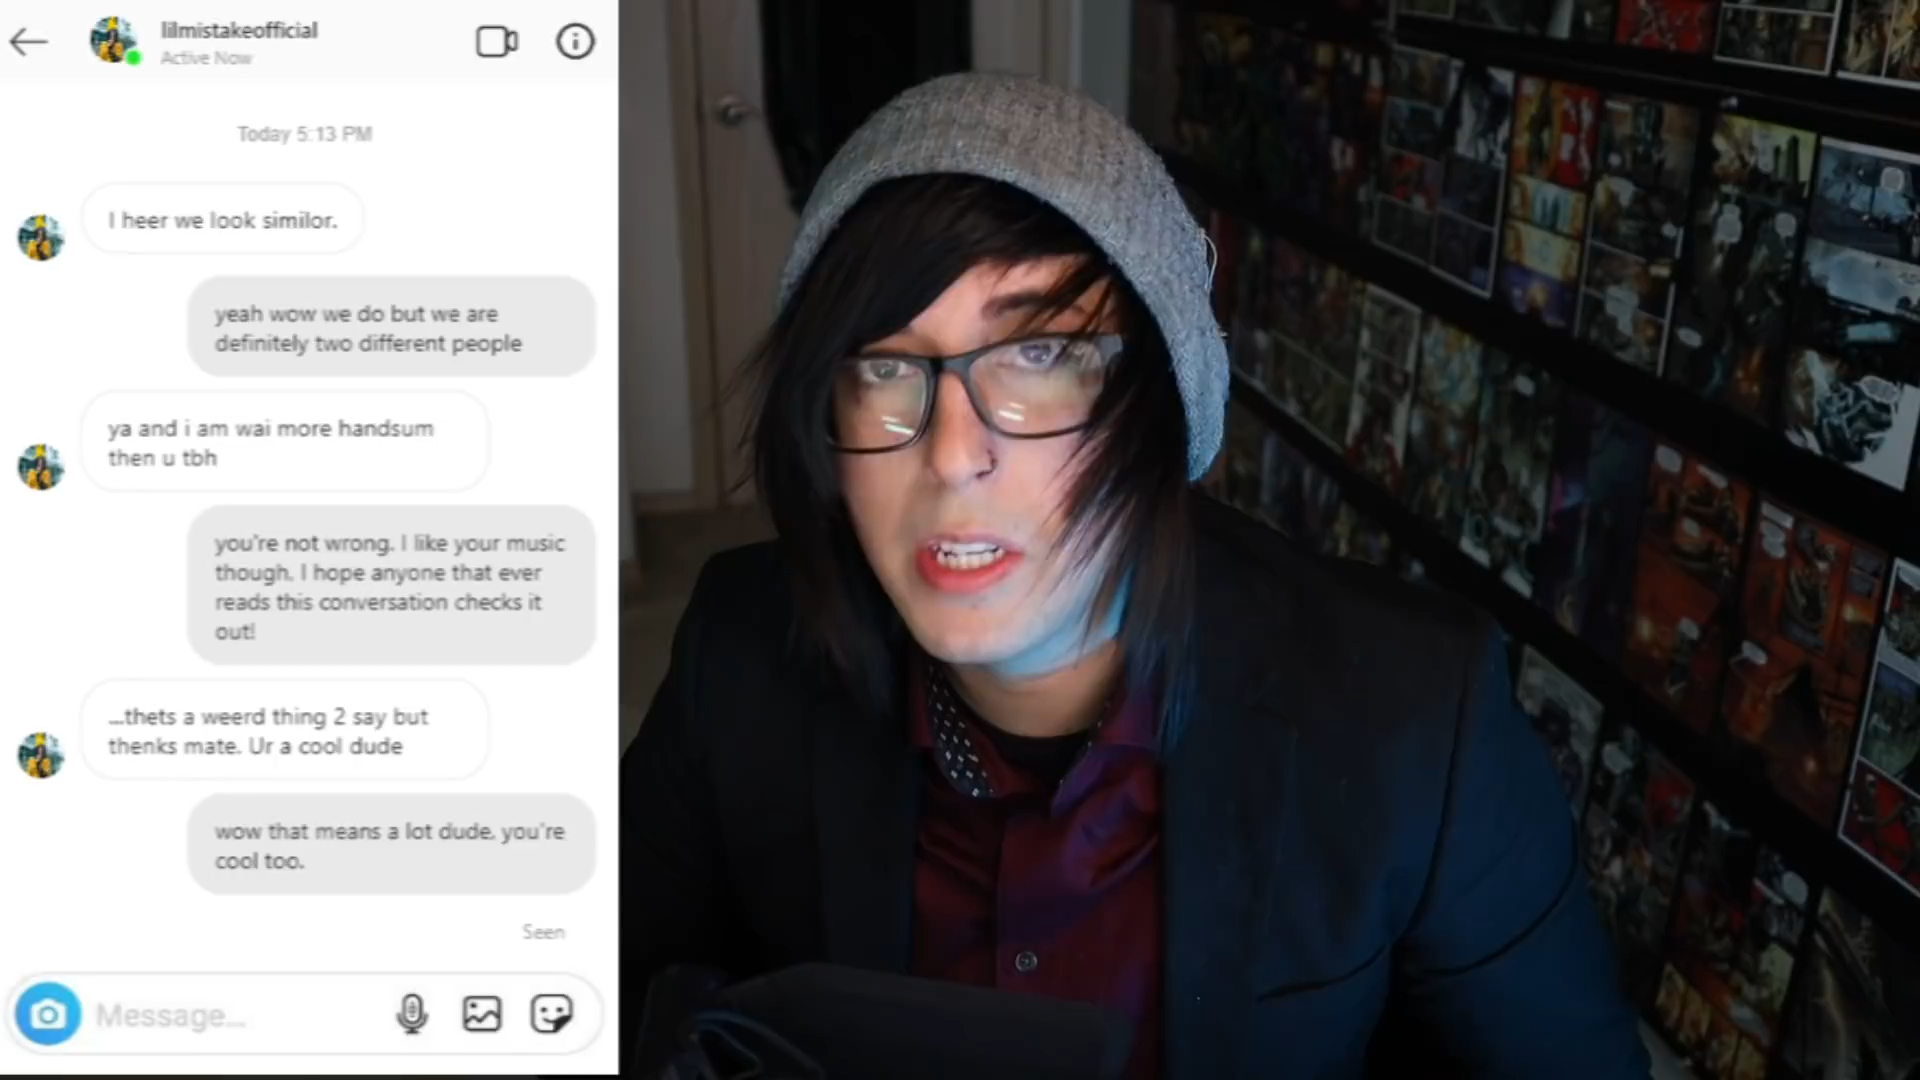 lilmistakeofficial
Active Now
Today 5:13 PM
I heer we look similor.
yeah wow we do but we are
definitely two different people
ya and i am wai more handsum
then u tbh
you're not wrong. I like your music
though. I hope anyone that ever
reads this conversation checks it
out!
...thets a weerd thing 2 say but
thenks mate. Ur a cool dude
wow that means a lot dude, you're
cool too.
Seen
Message...